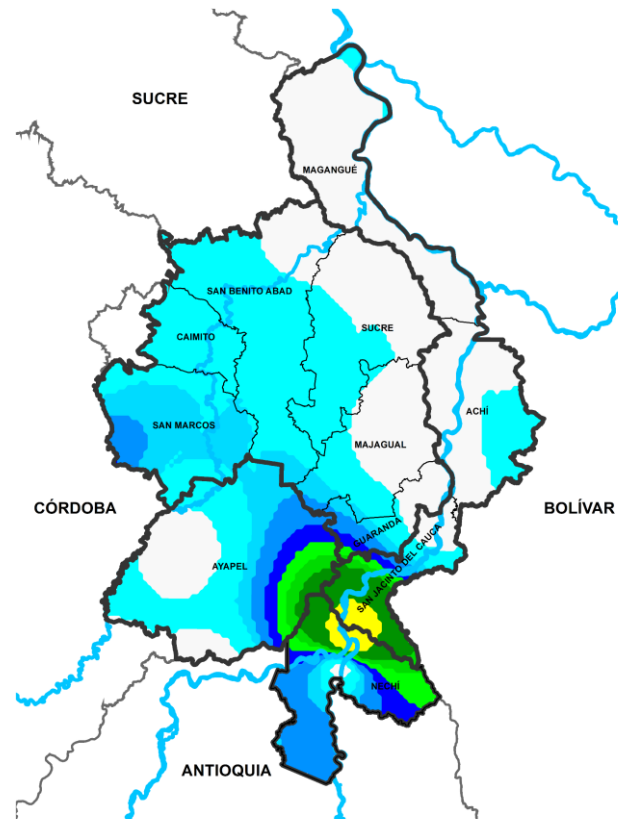 SUCRE
MAGANGUÉ
SAN BENITO ABAD
SUCRE
CAIMITO
ACHÍ
SAN MARCOS
MAJAGUAL
CÓRDOBA
BOLÍVAR
GUARANDA
AYAPEL
SAN JACINTO DEL CAUCA
NECHÍ
ANTIOQUIA